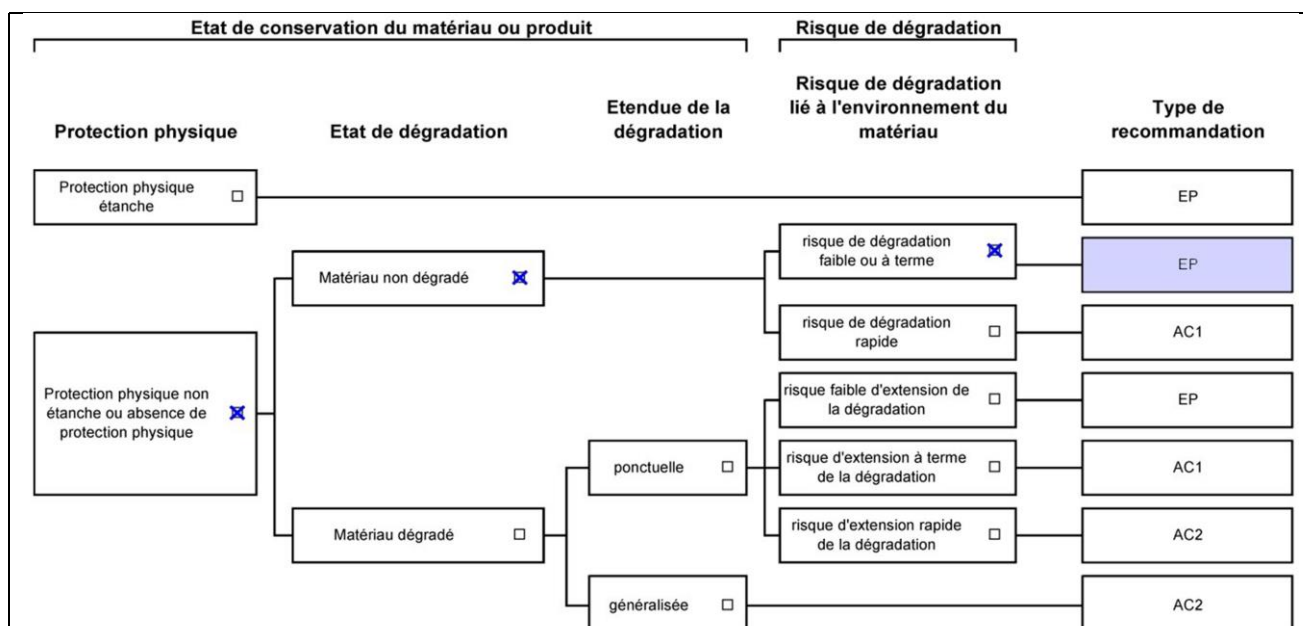 Etat de conservation du matériau ou produit
Risque de dégradation
Protection physique
Etat de dégradation
Etendue de la
dégradation
Risque de dégradation
lié à l'environnement du
matériau
Type de
recommandation
Protection physique
étanche
EP
risque de dégradation
faible ou à terme
EP
Matériau non dégradé
risque de dégradation
rapide
AC1
Protection physique non
étanche ou absence de
protection physique
risque faible d'extension de
la dégradation
EP
ponctuelle
risque d'extension à terme
de la dégradation
AC1
Matériau dégradé
risque d'extension rapide
de la dégradation
AC2
généralisée
AC2